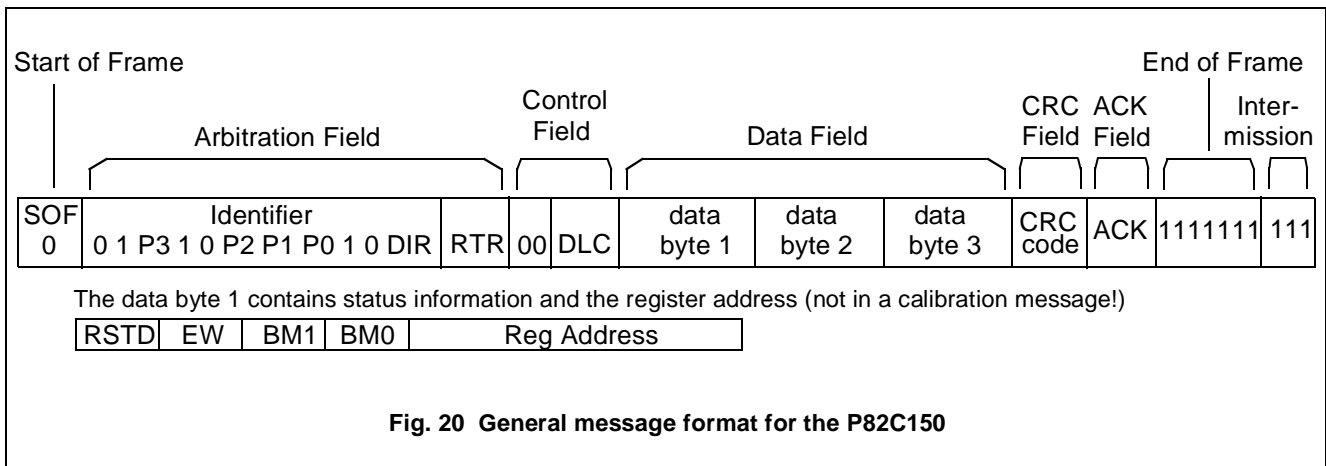 Start of Frame
End of Frame
Control
Field
CRC
Field
ACK
Field
Inter-
mission
Arbitration Field
Data Field
SOF
0
Identifier
0 1 P3 1 0 P2 P1 P0 1 0 DIR
RTR
00
DLC
data
byte 1
data
byte 2
data
byte 3
CRC
code
ACK
1111111
111
The data byte 1 contains status information and the register address (not in a calibration message!)
RSTD EW BM1 BM0 Reg Address
Fig. 20 General message format for the P82C150